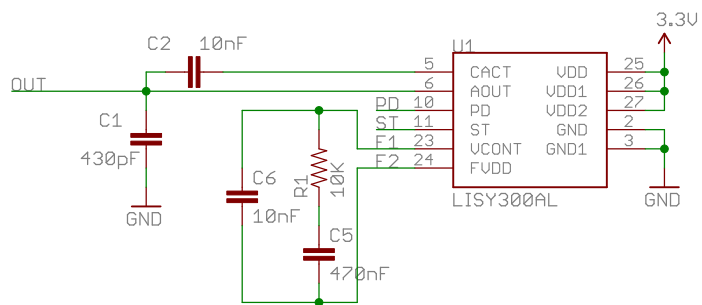 3.3V
C2 10nF
U1
OUT
5 CACT VDD 25
6 AOUT VDD1 26
PD 10 PD VDD2 27
ST 11 ST GND 2
F1 23 VCONT GND1 3
F2 24 FVDD
C1
430pF
GND
C6
10nF
R1
10K
C5
470nF
LISY300AL
GND